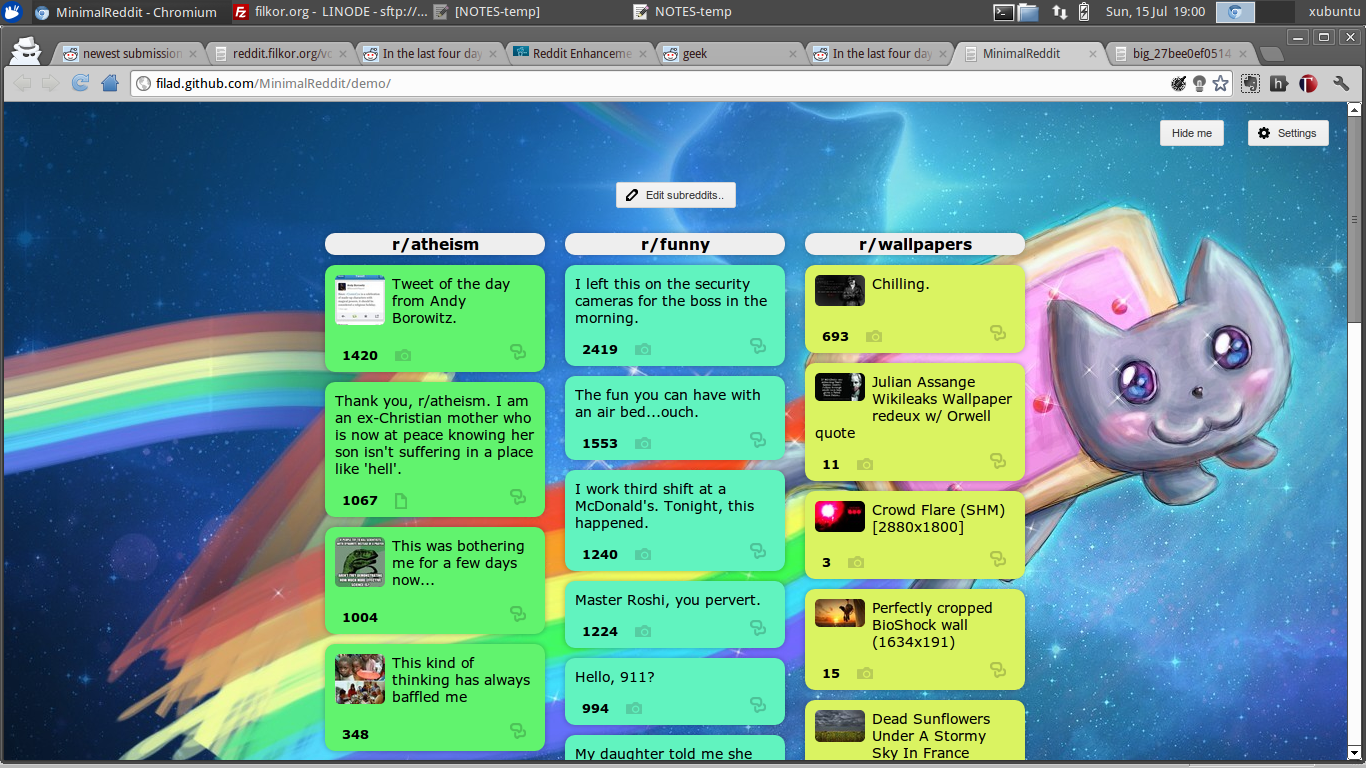 MinimalReddit - Chromium
filkor.org - LINODE - sftp://...
[NOTES-temp]
NOTES-temp
Sun, 15 Jul 19:00
xubuntu
newest submission
reddit.filkor.org/vo
In the last four day
Reddit Enhanceme
geek
In the last four day
MinimalReddit
big_27bee0ef0514
filad.github.com/MinimalReddit/demo/
Hide me
Settings
Edit subreddits..
r/atheism
Tweet of the day
from Andy
Borowitz.
1420
Thank you, r/atheism. I am
an ex-Christian mother who
is now at peace knowing her
son isn't suffering in a place
like 'hell'.
1067
This was bothering
me for a few days
now...
1004
This kind of
thinking has always
baffled me
348
r/funny
I left this on the security
cameras for the boss in the
morning.
2419
The fun you can have with
an air bed...ouch.
1553
I work third shift at a
McDonald's. Tonight, this
happened.
1240
Master Roshi, you pervert.
1224
Hello, 911?
994
My daughter told me she
r/wallpapers
Chilling.
693
Julian Assange
Wikileaks Wallpaper
redeux w/ Orwell
quote
11
Crowd Flare (SHM)
[2880x1800]
3
Perfectly cropped
BioShock wall
(1634x191)
15
Dead Sunflowers
Under A Stormy
Sky In France